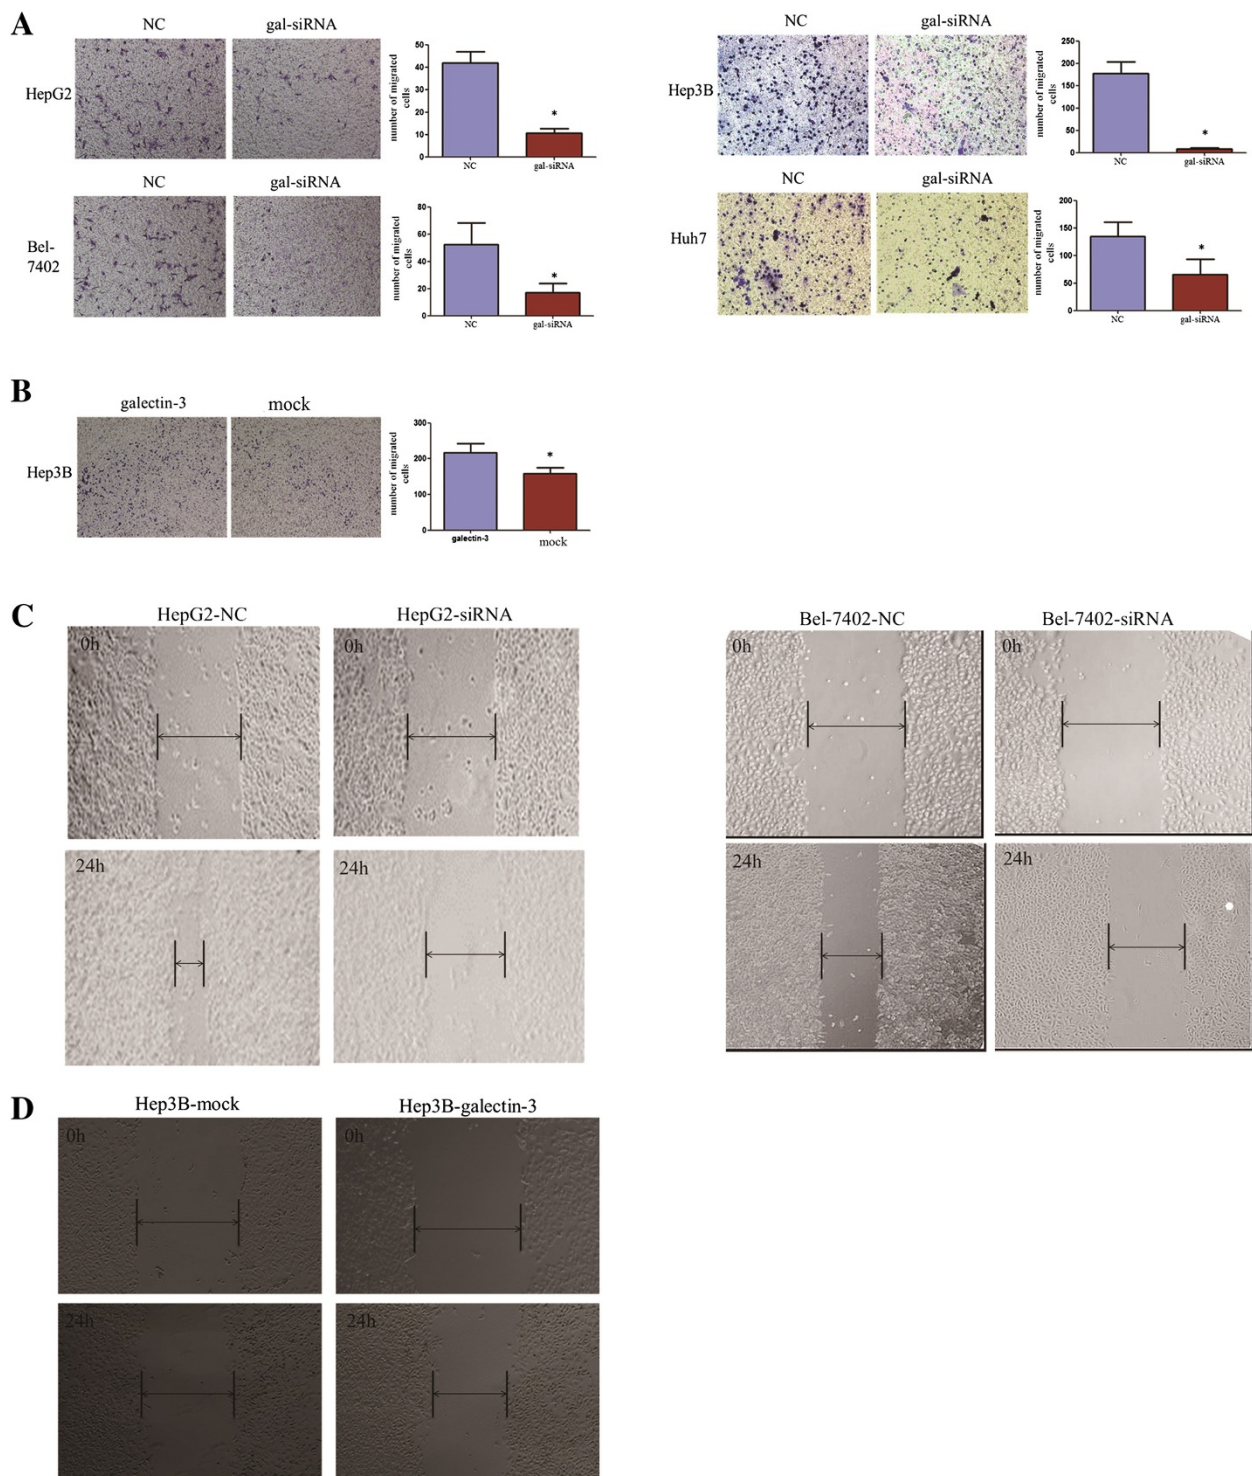 A
NC
gal-siRNA
HepG2
number of migrated
cells
50
40
30
20
10
0
NC
gal-siRNA
*
NC
gal-siRNA
Hep3B
number of migrated
cells
250
200
150
100
50
0
NC
gal-siRNA
*
NC
gal-siRNA
Bel-
7402
number of migrated
cells
80
60
40
20
0
NC
gal-siRNA
*
NC
gal-siRNA
Huh7
number of migrated
cells
200
150
100
50
0
NC
gal-siRNA
*
B
galectin-3
mock
Hep3B
number of migrated
cells
300
200
100
0
galectin-3
mock
*
C
HepG2-NC
HepG2-siRNA
0h
0h
24h
24h
Bel-7402-NC
Bel-7402-siRNA
0h
0h
24h
24h
D
Hep3B-mock
Hep3B-galectin-3
0h
0h
24h
24h